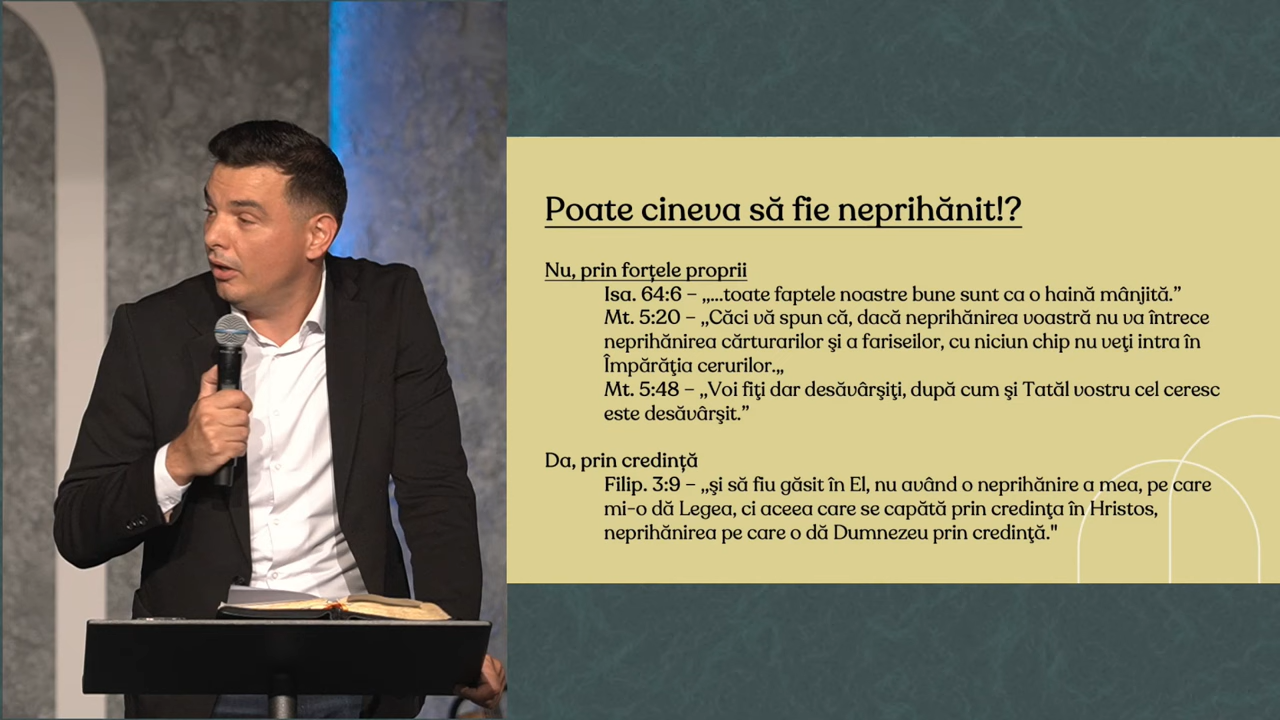 Poate cineva să fie neprihănit!?
Nu, prin forțele proprii
Isa. 64:6 – „...toate faptele noastre bune sunt ca o haină mânjită.”
Mt. 5:20 – „Căci vă spun că, dacă neprihănirea voastră nu va întrece
neprihănirea cărturarilor şi a fariseilor, cu niciun chip nu veţi intra în
Împărăţia cerurilor.„
Mt. 5:48 – „Voi fiţi dar desăvârşiţi, după cum şi Tatăl vostru cel ceresc
este desăvârşit.”
Da, prin credință
Filip. 3:9 – „şi să fiu găsit în El, nu având o neprihănire a mea, pe care
mi-o dă Legea, ci aceea care se capătă prin credinţa în Hristos,
neprihănirea pe care o dă Dumnezeu prin credinţă."